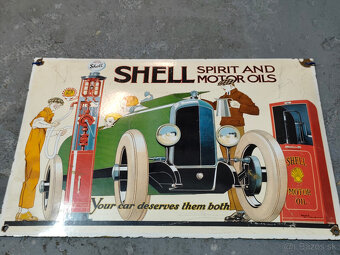 Shell
SHELL SPIRIT AND
MOTOR OILS
SHELL
MOTOR
OIL
Your car deserves them both